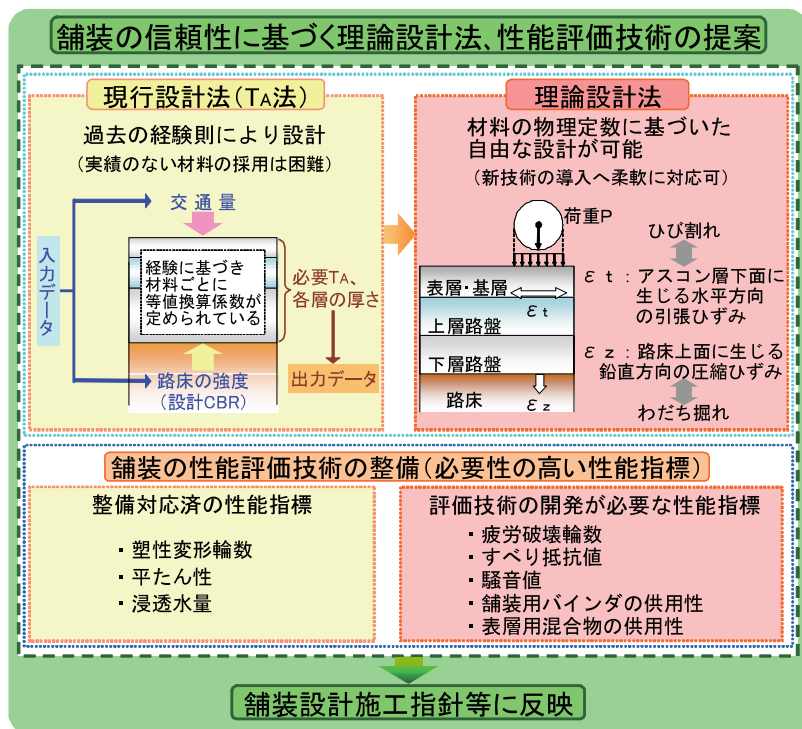 舗装の信頼性に基づく理論設計法、性能評価技術の提案
現行設計法(TA法)
過去の経験則により設計
(実績のない材料の採用は困難)
交通量
入力データ
経験に基づき
材料ごとに
等値換算係数が
定められている
必要TA、
各層の厚さ
路床の強度
(設計CBR)
出力データ
理論設計法
材料の物理定数に基づいた
自由な設計が可能
(新技術の導入へ柔軟に対応可)
荷重P
表層・基層
εt
上層路盤
下層路盤
路床
εz
ひび割れ
εt:アスコン層下面に
生じる水平方向
の引張ひずみ
εz:路床上面に生じる
鉛直方向の圧縮ひずみ
わだち掘れ
舗装の性能評価技術の整備(必要性の高い性能指標)
整備対応済の性能指標
・塑性変形輪数
・平たん性
・浸透水量
評価技術の開発が必要な性能指標
・疲労破壊輪数
・すべり抵抗値
・騒音値
・舗装用バインダの供用性
・表層用混合物の供用性
舗装設計施工指針等に反映